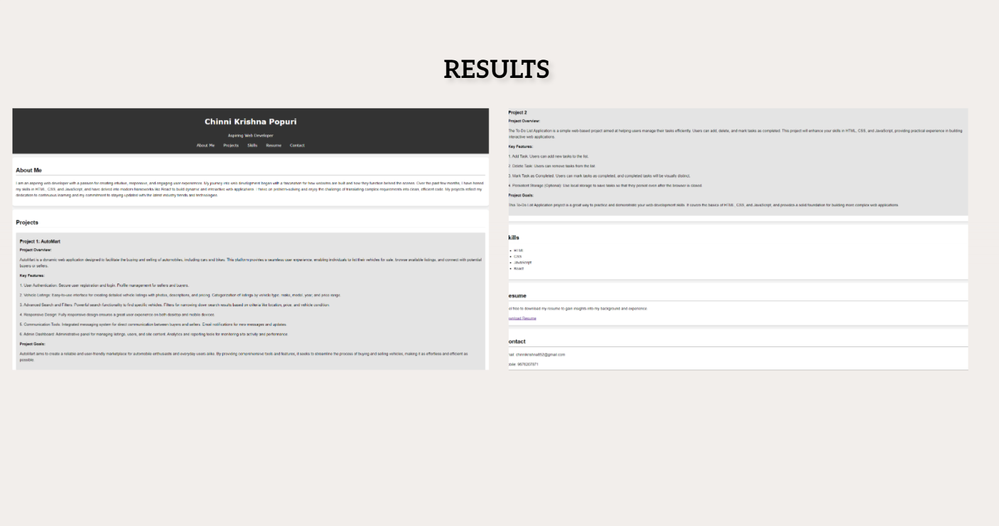 RESULTS
Chinni Krishna Popuri
Aspiring Web Developer
About Me Projects Skills Resume Contact
About Me
I am an aspiring web developer with a passion for creating intuitive, responsive, and engaging user experiences. My journey into web development began with a fascination for how websites are built and how they function behind the scenes. Over the past few months, I have honed
my skills in HTML, CSS, and JavaScript, and have delved into modern frameworks like React to build dynamic and interactive web applications. I thrive on problem-solving and enjoy the challenge of translating complex requirements into clean, efficient code. My projects reflect my
dedication to continuous learning and my commitment to staying updated with the latest industry trends and technologies.
Projects
Project 1: AutoMart
Project Overview:
AutoMart is a dynamic web application designed to facilitate the buying and selling of automobiles, including cars and bikes. This platform provides a seamless user experience, enabling individuals to list their vehicles for sale, browse available listings, and connect with potential
buyers or sellers.
Key Features:
1. User Authentication: Secure user registration and login. Profile management for sellers and buyers.
2. Vehicle Listings: Easy-to-use interface for creating detailed vehicle listings with photos, descriptions, and pricing. Categorization of listings by vehicle type, make, model, year, and price range.
3. Advanced Search and Filters: Powerful search functionality to find specific vehicles. Filters for narrowing down search results based on criteria like location, price, and vehicle condition.
4. Responsive Design: Fully responsive design ensures a great user experience on both desktop and mobile devices.
5. Communication Tools: Integrated messaging system for direct communication between buyers and sellers. Email notifications for new messages and updates.
6. Admin Dashboard: Administrative panel for managing listings, users, and site content. Analytics and reporting tools for monitoring site activity and performance.
Project Goals:
AutoMart aims to create a reliable and user-friendly marketplace for automobile enthusiasts and everyday users alike. By providing comprehensive tools and features, it seeks to streamline the process of buying and selling vehicles, making it as effortless and efficient as
possible.
Project 2
Project Overview:
The To-Do List Application is a simple web-based project aimed at helping users manage their tasks efficiently. Users can add, delete, and mark tasks as completed. This project will enhance your skills in HTML, CSS, and JavaScript, providing practical experience in building
interactive web applications.
Key Features:
1. Add Task: Users can add new tasks to the list.
2. Delete Task: Users can remove tasks from the list.
3. Mark Task as Completed: Users can mark tasks as completed, and completed tasks will be visually distinct.
4. Persistent Storage (Optional): Use local storage to save tasks so that they persist even after the browser is closed.
Project Goals:
This To-Do List Application project is a great way to practice and demonstrate your web development skills. It covers the basics of HTML, CSS, and JavaScript, and provides a solid foundation for building more complex web applications.
kills
• HTML
• CSS
• JavaScript
• React
esume
el free to download my resume to gain insights into my background and experience.
wnload Resume
ontact
ail: chinnikrishna852@gmail.com
obile: 9676207871